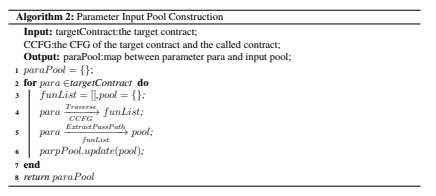 Algorithm 2: Parameter Input Pool Construction
Input: targetContract:the target contract;
CCFG:the CFG of the target contract and the called contract;
Output: paraPool:map between parameter para and input pool;
1 paraPool = {};
2 for para ∈targetContract do
3 funList = [],pool = {};
4 para \xrightarrow[CCFG]{Traverse} funList;
5 para \xrightarrow[funList]{ExtractPassPath} pool;
6 parpPool.update(pool);
7 end
8 return paraPool